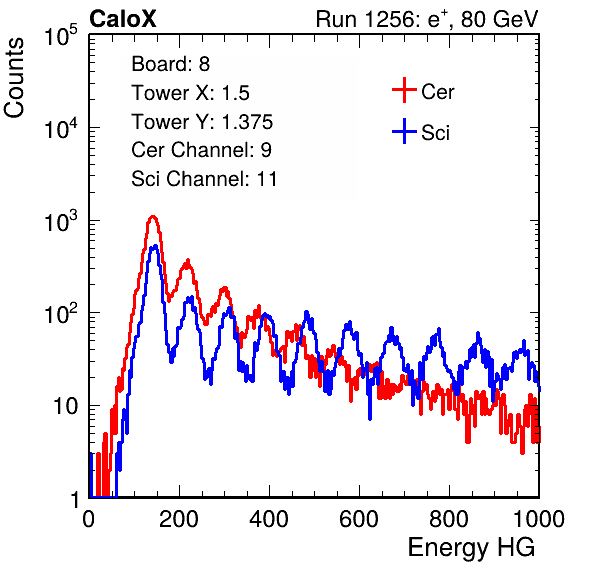 CaloX Run 1256: e⁺, 80 GeV
Counts
10⁵
10⁴
10³
10²
10
1
Board: 8
Tower X: 1.5
Tower Y: 1.375
Cer Channel: 9
Sci Channel: 11
Cer
Sci
0 200 400 600 800 1000
Energy HG